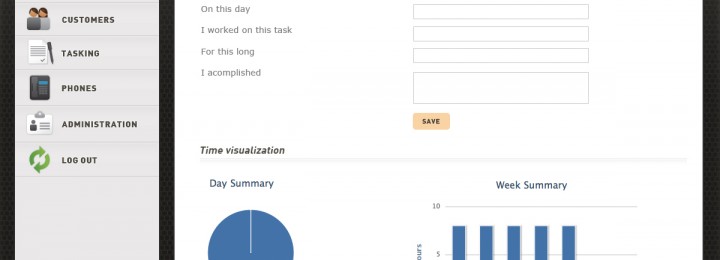 CUSTOMERS
TASKING
PHONES
ADMINISTRATION
LOG OUT
On this day
I worked on this task
For this long
I acomplished
SAVE
Time visualization
Day Summary
Week Summary
10
5